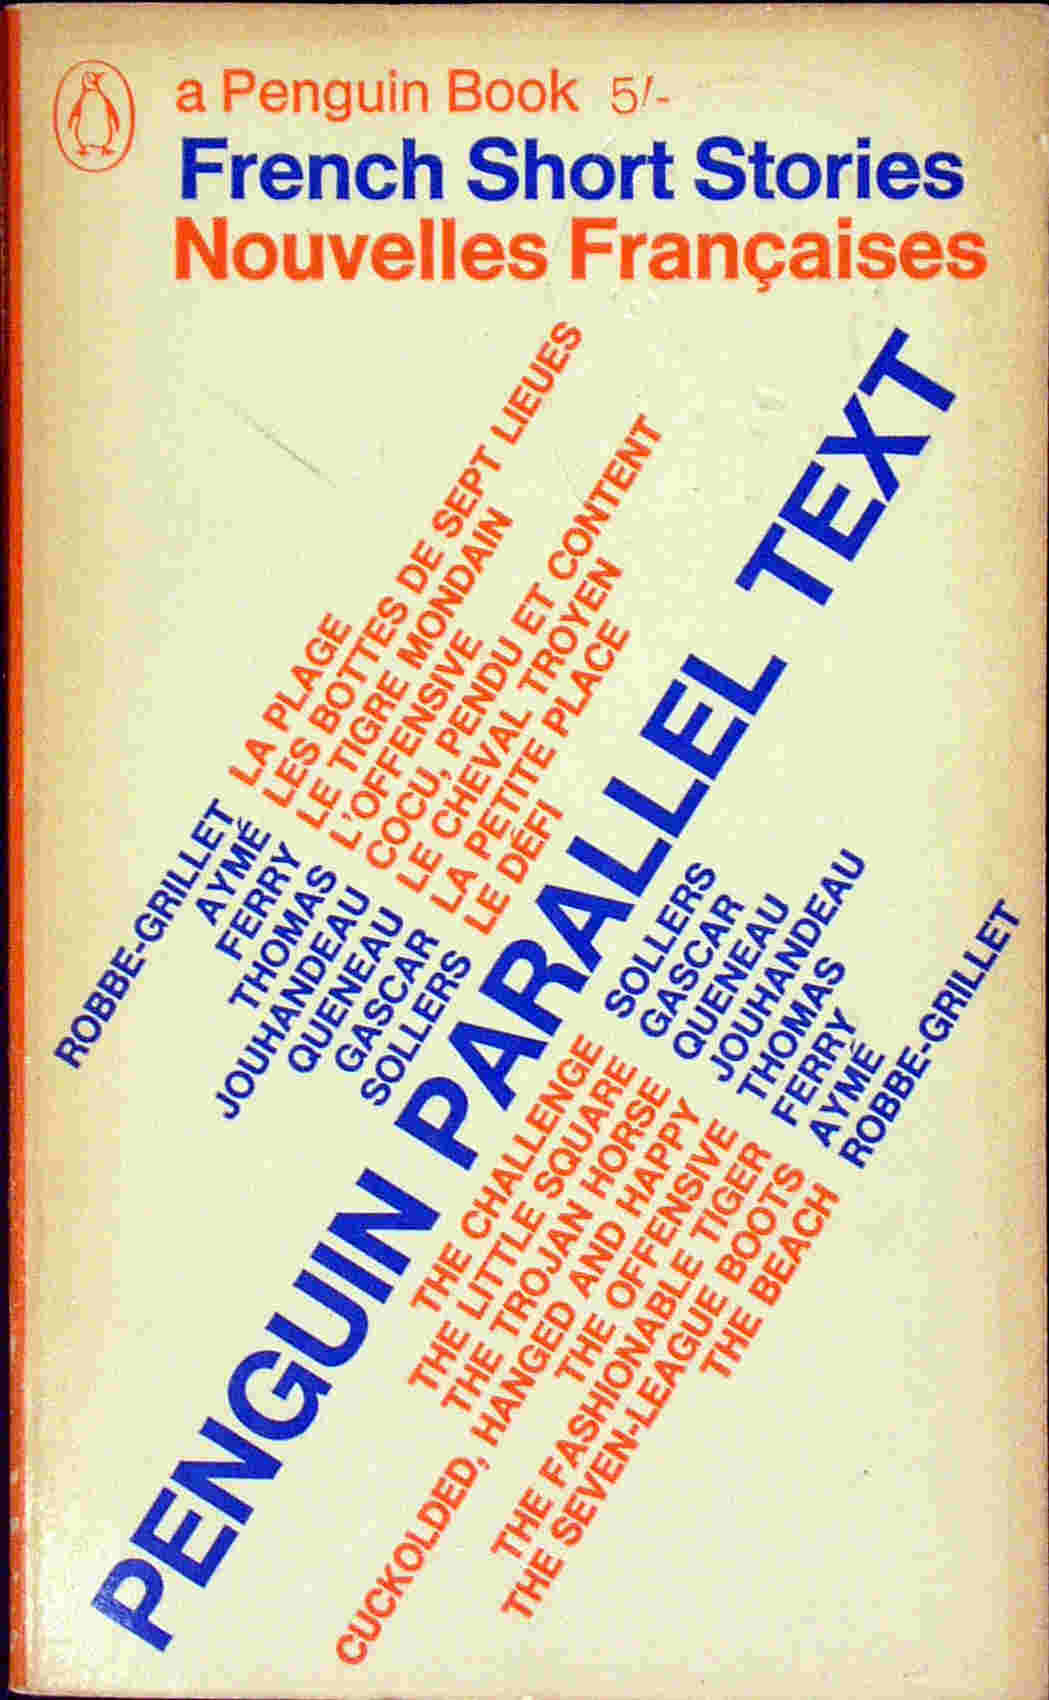 a Penguin Book 5/-
French Short Stories
Nouvelles Françaises
ROBBE-GRILLET LA PLAGE
AYMÉ LES BOTTES DE SEPT LIEUES
FERRY LE TIGRE MONDAIN
THOMAS L'OFFENSIVE
JOUHANDEAU COCU, PENDU ET CONTENT
QUENEAU LE CHEVAL TROYEN
GASCAR LA PETITE PLACE
SOLLERS LE DÉFI
PENGUIN PARALLEL TEXT
THE CHALLENGE SOLLERS
THE LITTLE SQUARE GASCAR
THE TROJAN HORSE QUENEAU
CUCKOLDED, HANGED AND HAPPY JOUHANDEAU
THE OFFENSIVE THOMAS
THE FASHIONABLE TIGER FERRY
THE SEVEN-LEAGUE BOOTS AYMÉ
THE BEACH ROBBE-GRILLET